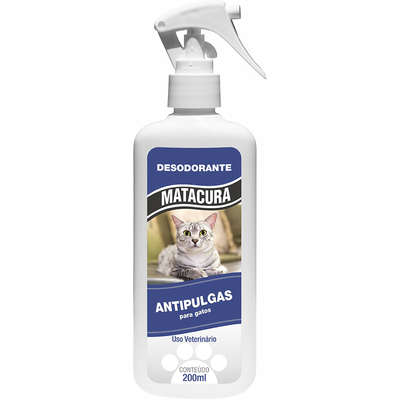 DESODORANTE
MATACURA
ANTIPULGAS
para gatos
Uso Veterinário
CONTEÚDO
200ml